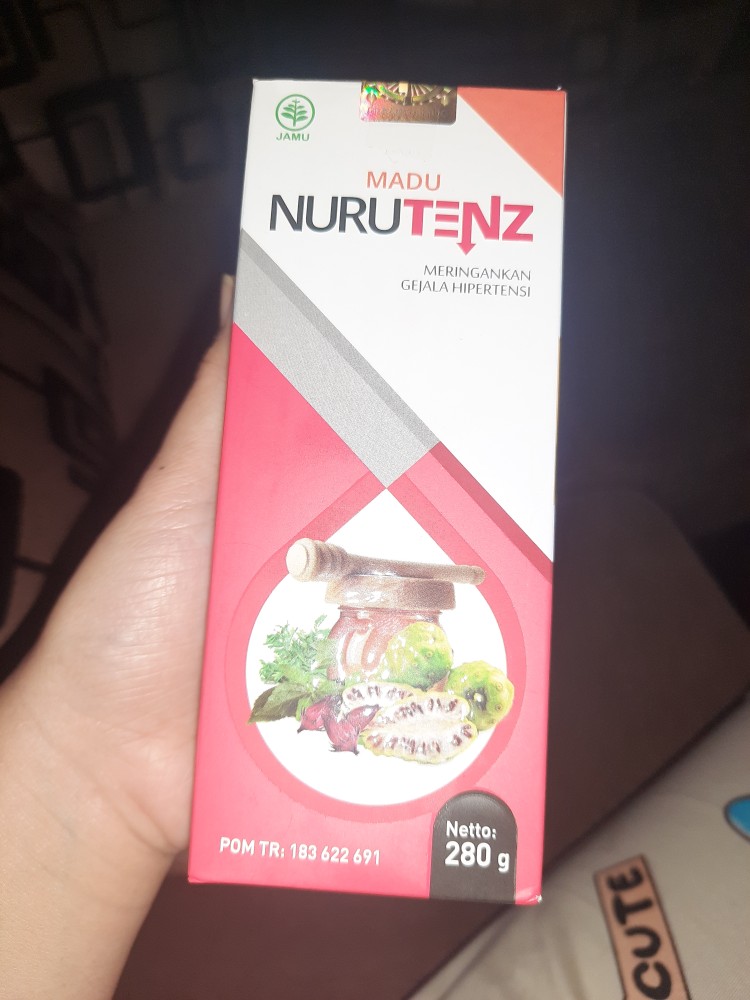 JAMU
MADU
NURUTENZ
MERINGANKAN
GEJALA HIPERTENSI
POM TR: 183 622 691
Netto:
280 g
CUTE